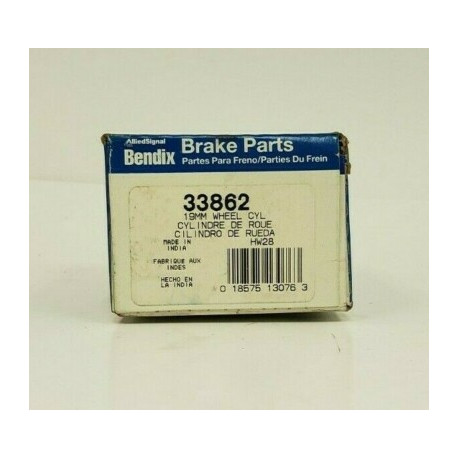 AlliedSignal
Bendix
Brake Parts
Partes Para Freno/Parties Du Frein
33862
19MM WHEEL CYL
CYLINDRE DE ROUE
CILINDRO DE RUEDA
MADE IN
INDIA
HW28
FABRIQUE AUX
INDES
HECHO EN
LA INDIA
0 18575 13076 3